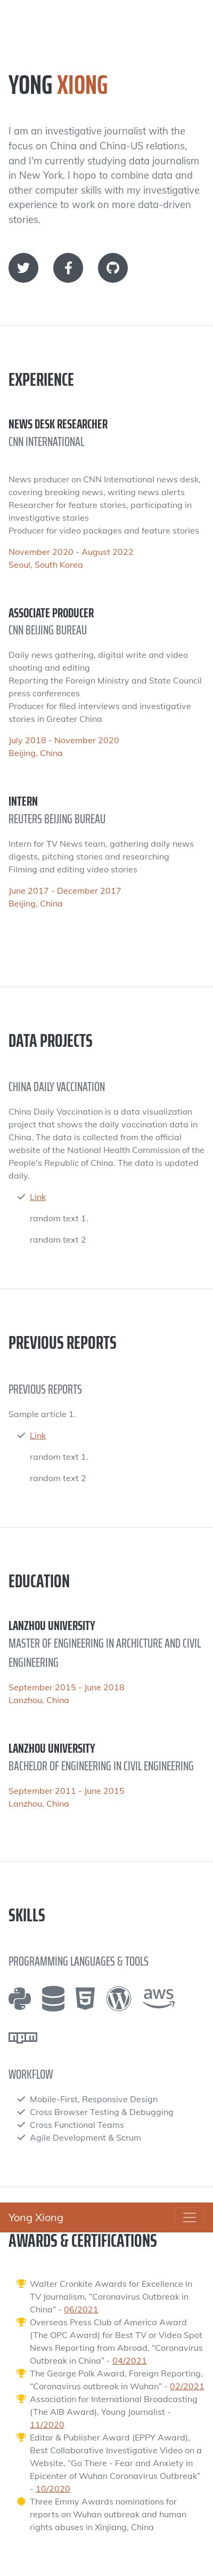 YONG XIONG
I am an investigative journalist with the
focus on China and China-US relations,
and I'm currently studying data journalism
in New York. I hope to combine data and
other computer skills with my investigative
experience to work on more data-driven
stories.
EXPERIENCE
NEWS DESK RESEARCHER
CNN INTERNATIONAL
News producer on CNN International news desk,
covering breaking news, writing news alerts
Researcher for feature stories, participating in
investigative stories
Producer for video packages and feature stories
November 2020 - August 2022
Seoul, South Korea
ASSOCIATE PRODUCER
CNN BEIJING BUREAU
Daily news gathering, digital write and video
shooting and editing
Reporting the Foreign Ministry and State Council
press conferences
Producer for filed interviews and investigative
stories in Greater China
July 2018 - November 2020
Beijing, China
INTERN
REUTERS BEIJING BUREAU
Intern for TV News team, gathering daily news
digests, pitching stories and researching
Filming and editing video stories
June 2017 - December 2017
Beijing, China
DATA PROJECTS
CHINA DAILY VACCINATION
China Daily Vaccination is a data visualization
project that shows the daily vaccination data in
China. The data is collected from the official
website of the National Health Commission of the
People's Republic of China. The data is updated
daily.
Link
random text 1.
random text 2
PREVIOUS REPORTS
PREVIOUS REPORTS
Sample article 1.
Link
random text 1.
random text 2
EDUCATION
LANZHOU UNIVERSITY
MASTER OF ENGINEERING IN ARCHICTURE AND CIVIL
ENGINEERING
September 2015 - June 2018
Lanzhou, China
LANZHOU UNIVERSITY
BACHELOR OF ENGINEERING IN CIVIL ENGINEERING
September 2011 - June 2015
Lanzhou, China
SKILLS
PROGRAMMING LANGUAGES & TOOLS
aws
npm
WORKFLOW
Mobile-First, Responsive Design
Cross Browser Testing & Debugging
Cross Functional Teams
Agile Development & Scrum
Yong Xiong
AWARDS & CERTIFICATIONS
Walter Cronkite Awards for Excellence in
TV Journalism, "Coronavirus Outbreak in
China" - 06/2021
Overseas Press Club of America Award
(The OPC Award) for Best TV or Video Spot
News Reporting from Abroad, "Coronavirus
Outbreak in China" - 04/2021
The George Polk Award, Foreign Reporting,
"Coronavirus outbreak in Wuhan" - 02/2021
Association for International Broadcasting
(The AIB Award), Young Journalist -
11/2020
Editor & Publisher Award (EPPY Award),
Best Collaborative Investigative Video on a
Website, "Go There - Fear and Anxiety in
Epicenter of Wuhan Coronavirus Outbreak"
- 10/2020
Three Emmy Awards nominations for
reports on Wuhan outbreak and human
rights abuses in Xinjiang, China